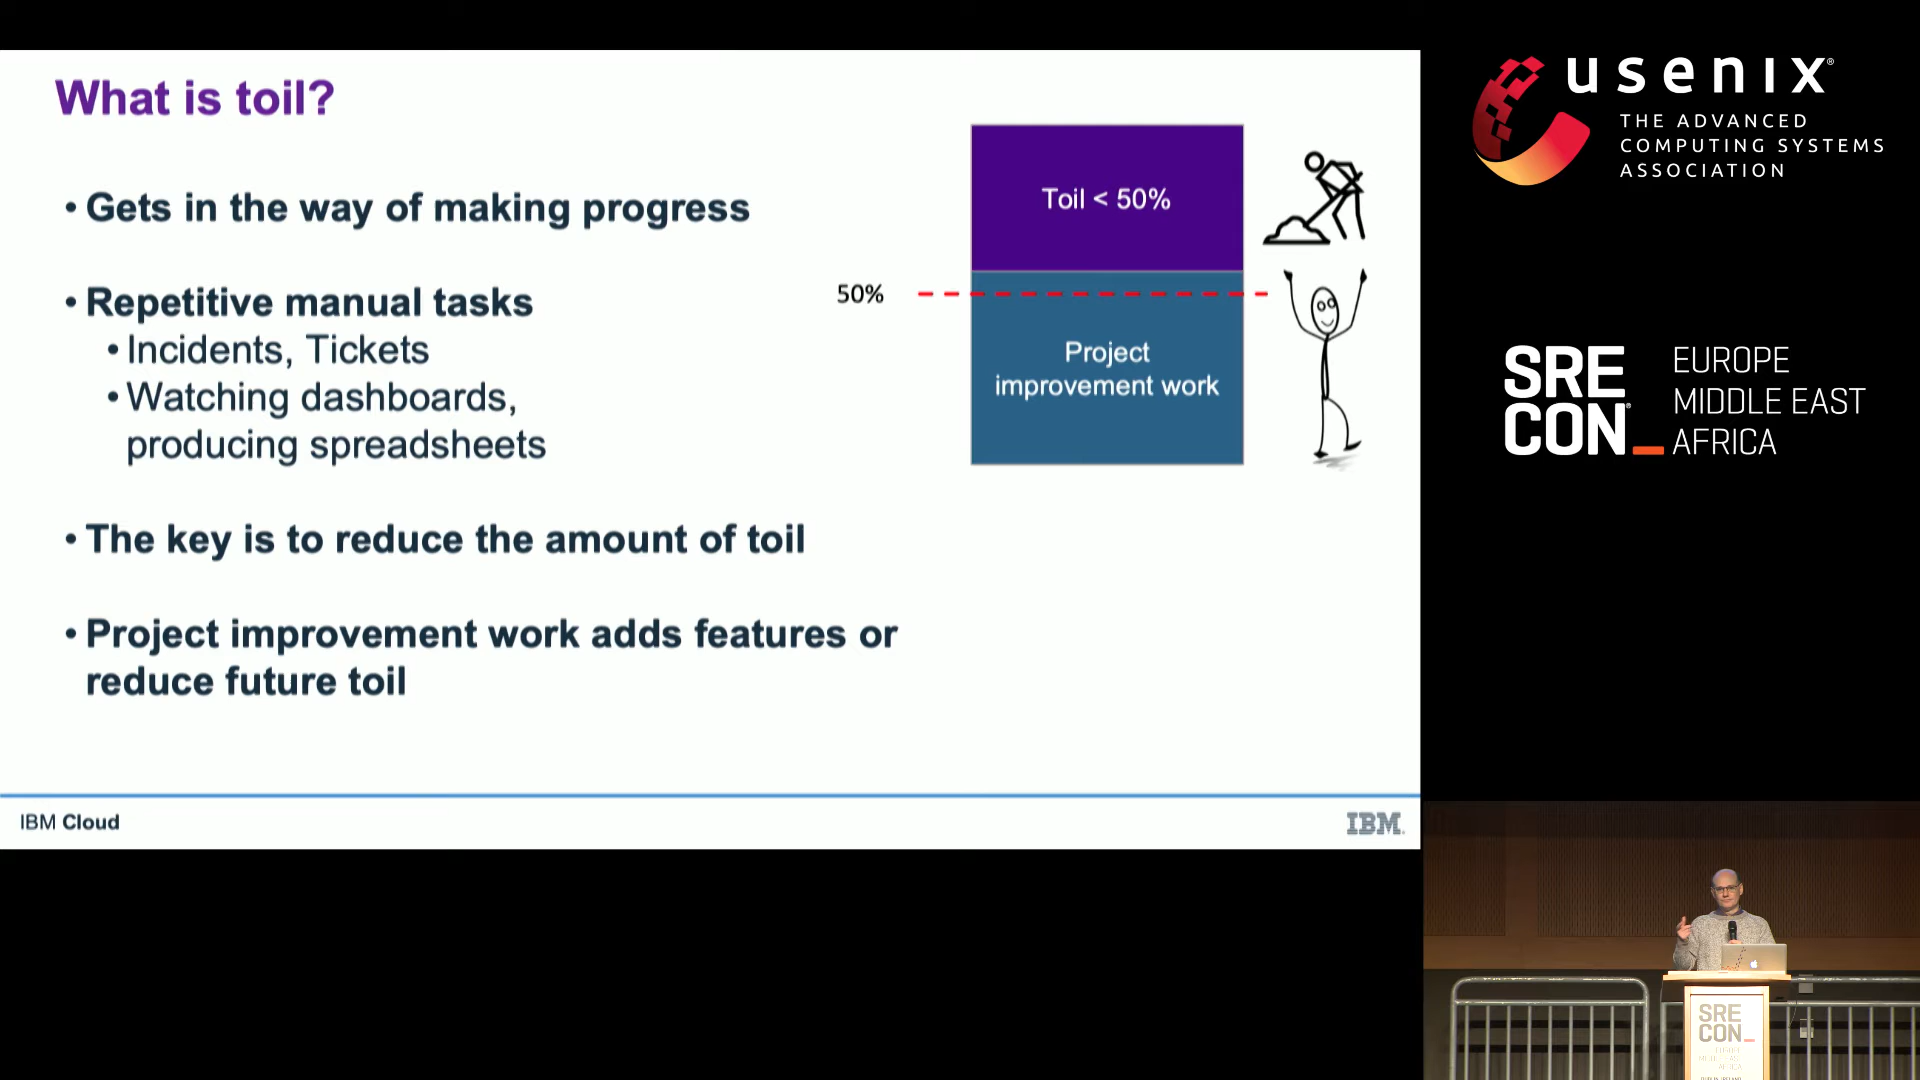 What is toil?
• Gets in the way of making progress
• Repetitive manual tasks
• Incidents, Tickets
• Watching dashboards,
producing spreadsheets
• The key is to reduce the amount of toil
• Project improvement work adds features or
reduce future toil
Toil < 50%
50%
Project
improvement work
IBM Cloud
IBM
usenix®
THE ADVANCED
COMPUTING SYSTEMS
ASSOCIATION
SRE
CON_
EUROPE
MIDDLE EAST
AFRICA
SRE
CON_